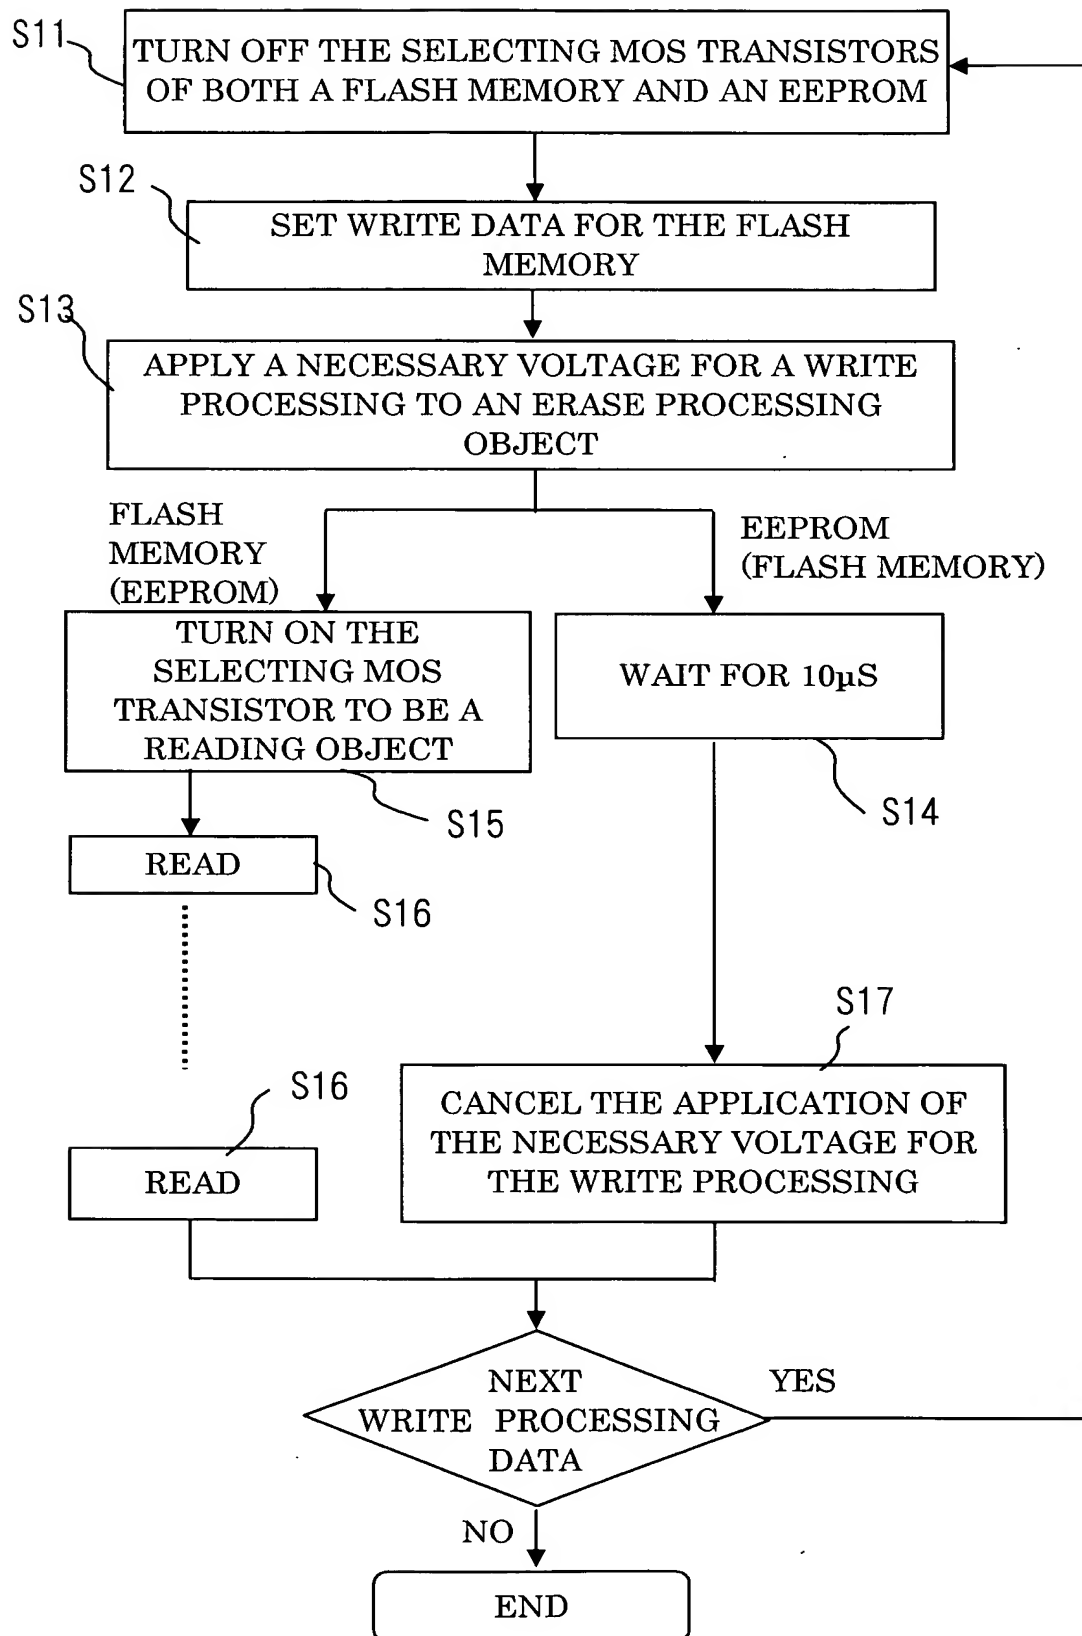 S11
TURN OFF THE SELECTING MOS TRANSISTORS
OF BOTH A FLASH MEMORY AND AN EEPROM
S12
SET WRITE DATA FOR THE FLASH
MEMORY
S13
APPLY A NECESSARY VOLTAGE FOR A WRITE
PROCESSING TO AN ERASE PROCESSING
OBJECT
FLASH
MEMORY
(EEPROM)
EEPROM
(FLASH MEMORY)
TURN ON THE
SELECTING MOS
TRANSISTOR TO BE A
READING OBJECT
S15
WAIT FOR 10µS
S14
READ
S16
S17
CANCEL THE APPLICATION OF
THE NECESSARY VOLTAGE FOR
THE WRITE PROCESSING
S16
READ
NEXT
WRITE PROCESSING
DATA
YES
NO
END